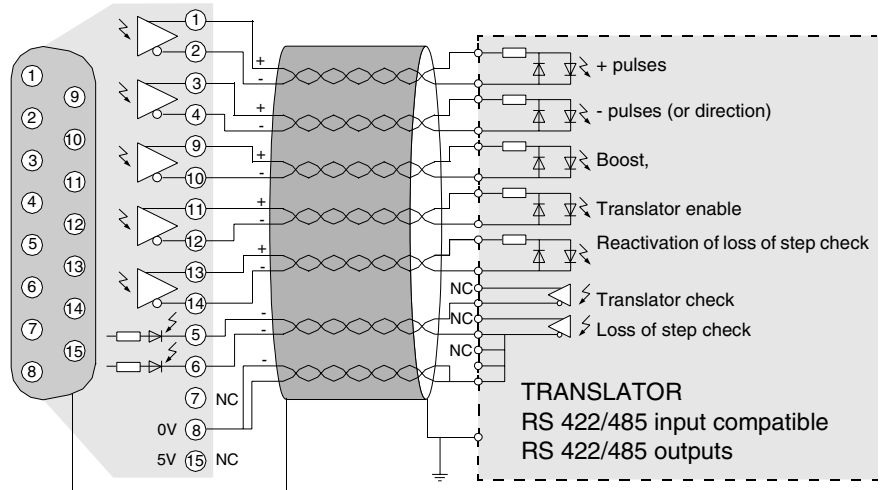 1
2
3
4
5
6
7
8
9
10
11
12
13
14
15
1
2
3
4
9
10
11
12
13
14
5
6
7 NC
0V 8
5V 15 NC
+
-
+
-
+
-
+
-
+
-
-
-
-
+ pulses
- pulses (or direction)
Boost,
Translator enable
Reactivation of loss of step check
NC
Translator check
NC
Loss of step check
NC
TRANSLATOR
RS 422/485 input compatible
RS 422/485 outputs